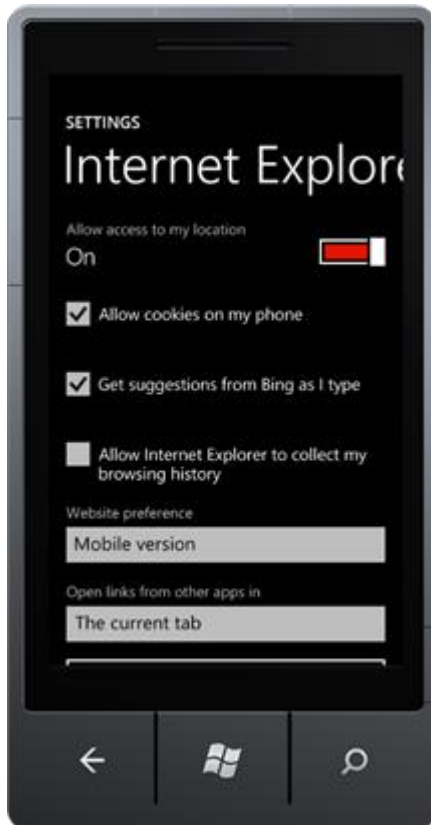 SETTINGS
Internet Explore
Allow access to my location
On
Allow cookies on my phone
Get suggestions from Bing as I type
Allow Internet Explorer to collect my
browsing history
Website preference
Mobile version
Open links from other apps in
The current tab